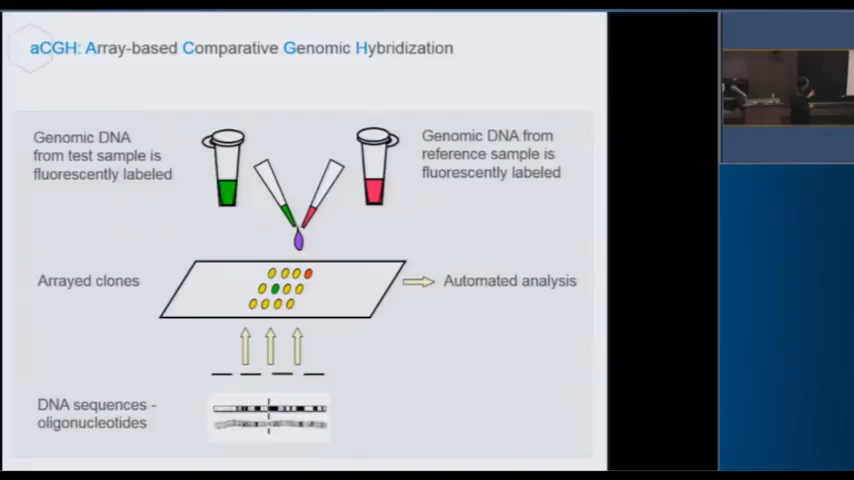 aCGH: Array-based Comparative Genomic Hybridization
Genomic DNA
from test sample is
fluorescently labeled
Genomic DNA from
reference sample is
fluorescently labeled
Arrayed clones
Automated analysis
DNA sequences -
oligonucleotides